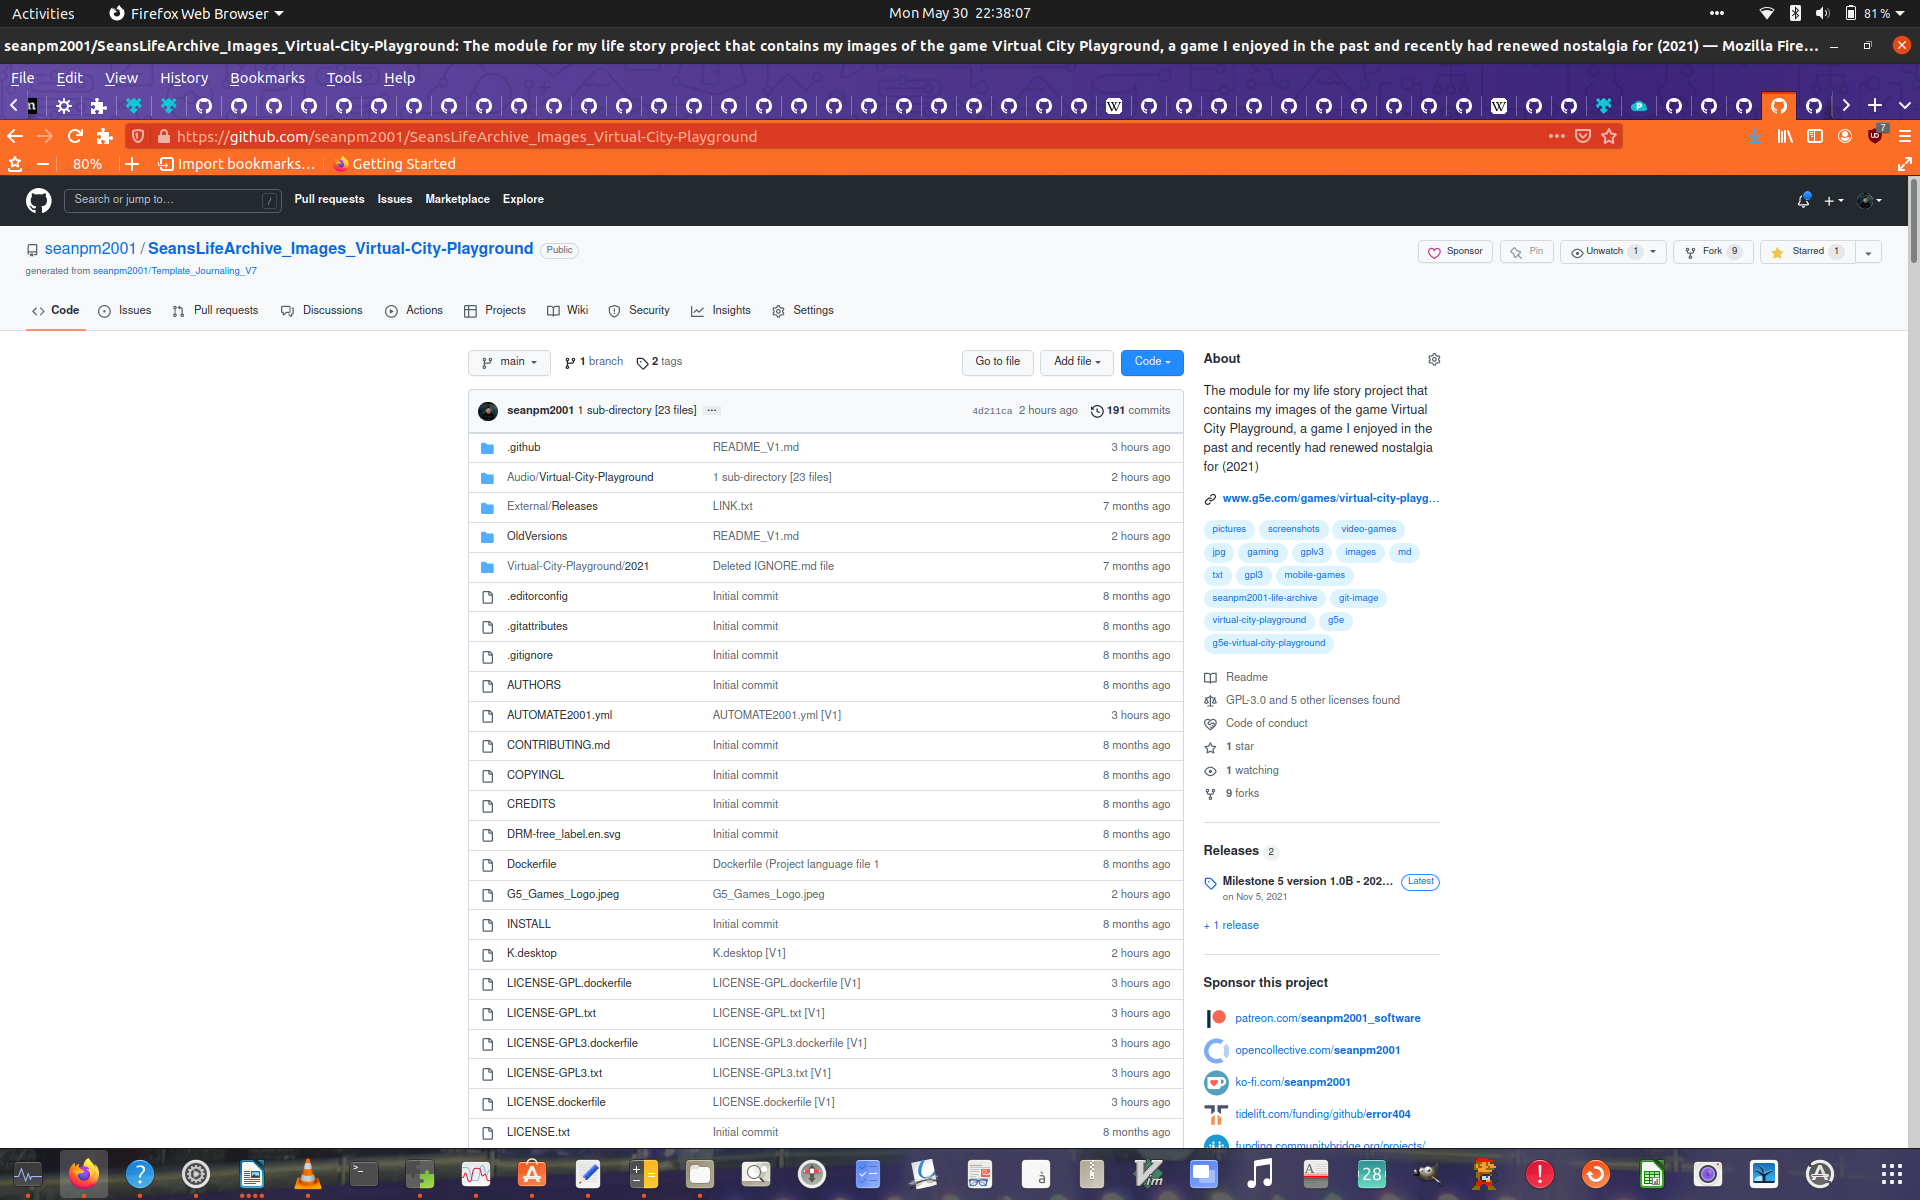 Activities
Firefox Web Browser
Mon May 30 22:38:07
81 %
seanpm2001/SeansLifeArchive_Images_Virtual-City-Playground: The module for my life story project that contains my images of the game Virtual City Playground, a game I enjoyed in the past and recently had renewed nostalgia for (2021) — Mozilla Fire…
File Edit View History Bookmarks Tools Help
https://github.com/seanpm2001/SeansLifeArchive_Images_Virtual-City-Playground
7
80%
Import bookmarks…
Getting Started
Search or jump to…
/
Pull requests Issues Marketplace Explore
seanpm2001 / SeansLifeArchive_Images_Virtual-City-Playground Public
generated from seanpm2001/Template_Journaling_V7
Sponsor
Pin
Unwatch 1
Fork 9
Starred 1
Code Issues Pull requests Discussions Actions Projects Wiki Security Insights Settings
main
1 branch
2 tags
Go to file
Add file
Code
seanpm2001 1 sub-directory [23 files] ...
4d211ca 2 hours ago 191 commits
.github README_V1.md 3 hours ago
Audio/Virtual-City-Playground 1 sub-directory [23 files] 2 hours ago
External/Releases LINK.txt 7 months ago
OldVersions README_V1.md 2 hours ago
Virtual-City-Playground/2021 Deleted IGNORE.md file 7 months ago
.editorconfig Initial commit 8 months ago
.gitattributes Initial commit 8 months ago
.gitignore Initial commit 8 months ago
AUTHORS Initial commit 8 months ago
AUTOMATE2001.yml AUTOMATE2001.yml [V1] 3 hours ago
CONTRIBUTING.md Initial commit 8 months ago
COPYINGL Initial commit 8 months ago
CREDITS Initial commit 8 months ago
DRM-free_label.en.svg Initial commit 8 months ago
Dockerfile Dockerfile (Project language file 1 8 months ago
G5_Games_Logo.jpeg G5_Games_Logo.jpeg 2 hours ago
INSTALL Initial commit 8 months ago
K.desktop K.desktop [V1] 2 hours ago
LICENSE-GPL.dockerfile LICENSE-GPL.dockerfile [V1] 3 hours ago
LICENSE-GPL.txt LICENSE-GPL.txt [V1] 3 hours ago
LICENSE-GPL3.dockerfile LICENSE-GPL3.dockerfile [V1] 3 hours ago
LICENSE-GPL3.txt LICENSE-GPL3.txt [V1] 3 hours ago
LICENSE.dockerfile LICENSE.dockerfile [V1] 3 hours ago
LICENSE.txt Initial commit 8 months ago
About
The module for my life story project that
contains my images of the game Virtual
City Playground, a game I enjoyed in the
past and recently had renewed nostalgia
for (2021)
www.g5e.com/games/virtual-city-playg…
pictures screenshots video-games
jpg gaming gplv3 images md
txt gpl3 mobile-games
seanpm2001-life-archive git-image
virtual-city-playground g5e
g5e-virtual-city-playground
Readme
GPL-3.0 and 5 other licenses found
Code of conduct
1 star
1 watching
9 forks
Releases 2
Milestone 5 version 1.0B - 202… Latest
on Nov 5, 2021
+ 1 release
Sponsor this project
patreon.com/seanpm2001_software
opencollective.com/seanpm2001
ko-fi.com/seanpm2001
tidelift.com/funding/github/error404
funding.communitybridge.org/projects/
28